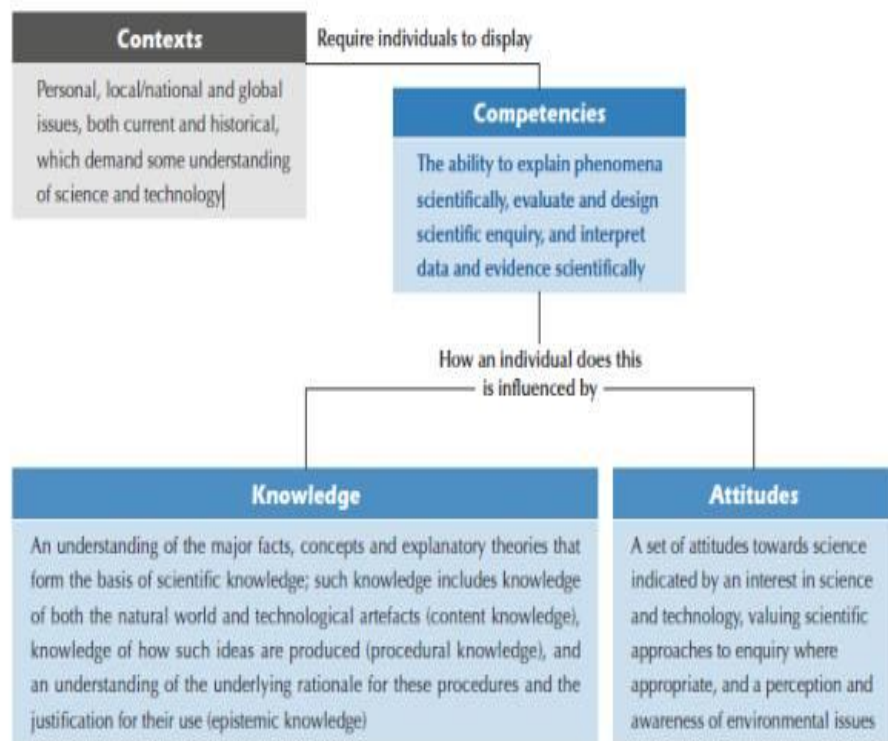 Contexts
Require individuals to display
Personal, local/national and global
issues, both current and historical,
which demand some understanding
of science and technology
Competencies
The ability to explain phenomena
scientifically, evaluate and design
scientific enquiry, and interpret
data and evidence scientifically
How an individual does this
is influenced by
Knowledge
An understanding of the major facts, concepts and explanatory theories that
form the basis of scientific knowledge; such knowledge includes knowledge
of both the natural world and technological artefacts (content knowledge),
knowledge of how such ideas are produced (procedural knowledge), and
an understanding of the underlying rationale for these procedures and the
justification for their use (epistemic knowledge)
Attitudes
A set of attitudes towards science
indicated by an interest in science
and technology, valuing scientific
approaches to enquiry where
appropriate, and a perception and
awareness of environmental issues